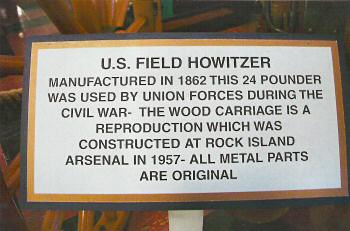 U.S. FIELD HOWITZER
MANUFACTURED IN 1862 THIS 24 POUNDER
WAS USED BY UNION FORCES DURING THE
CIVIL WAR- THE WOOD CARRIAGE IS A
REPRODUCTION WHICH WAS
CONSTRUCTED AT ROCK ISLAND
ARSENAL IN 1957- ALL METAL PARTS
ARE ORIGINAL